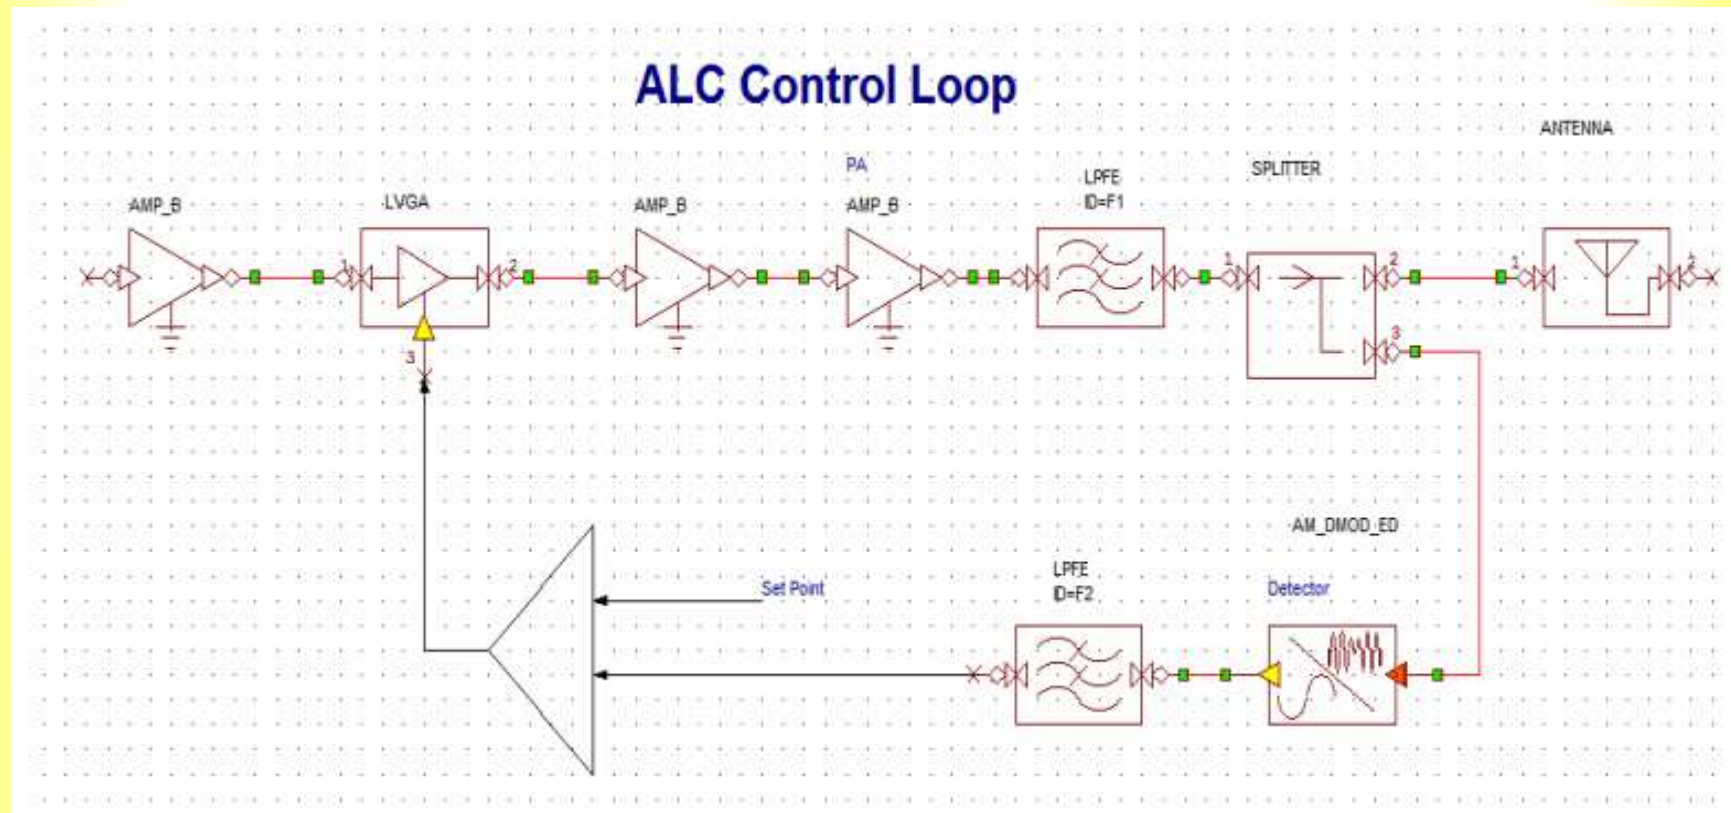 ALC Control Loop
ANTENNA
PA
SPLITTER
LPFE
ID=F1
AMP_B
LVGA
AMP_B
AMP_B
1
2
1
2
1
2
3
3
AM_DMOD_ED
LPFE
ID=F2
Set Point
Detector